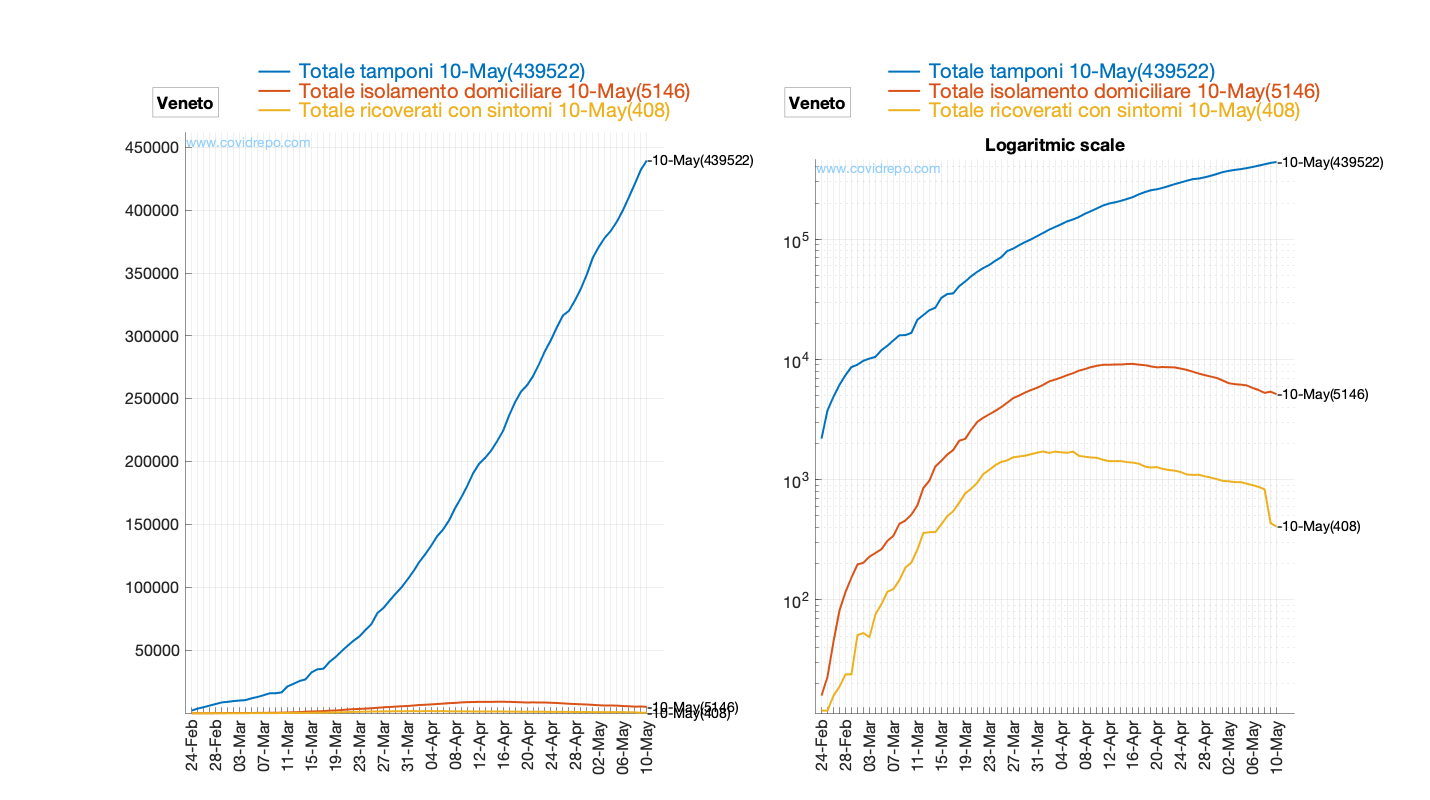 Totale tamponi 10-May(439522)
Totale isolamento domiciliare 10-May(5146)
Totale ricoverati con sintomi 10-May(408)
Veneto
www.covidrepo.com
450000
400000
350000
300000
250000
200000
150000
100000
50000
-10-May(439522)
-10-May(5146)
-10-May(408)
24-Feb
28-Feb
03-Mar
07-Mar
11-Mar
15-Mar
19-Mar
23-Mar
27-Mar
31-Mar
04-Apr
08-Apr
12-Apr
16-Apr
20-Apr
24-Apr
28-Apr
02-May
06-May
10-May
Totale tamponi 10-May(439522)
Totale isolamento domiciliare 10-May(5146)
Totale ricoverati con sintomi 10-May(408)
Veneto
Logaritmic scale
www.covidrepo.com
10^5
10^4
10^3
10^2
-10-May(439522)
-10-May(5146)
-10-May(408)
24-Feb
28-Feb
03-Mar
07-Mar
11-Mar
15-Mar
19-Mar
23-Mar
27-Mar
31-Mar
04-Apr
08-Apr
12-Apr
16-Apr
20-Apr
24-Apr
28-Apr
02-May
06-May
10-May